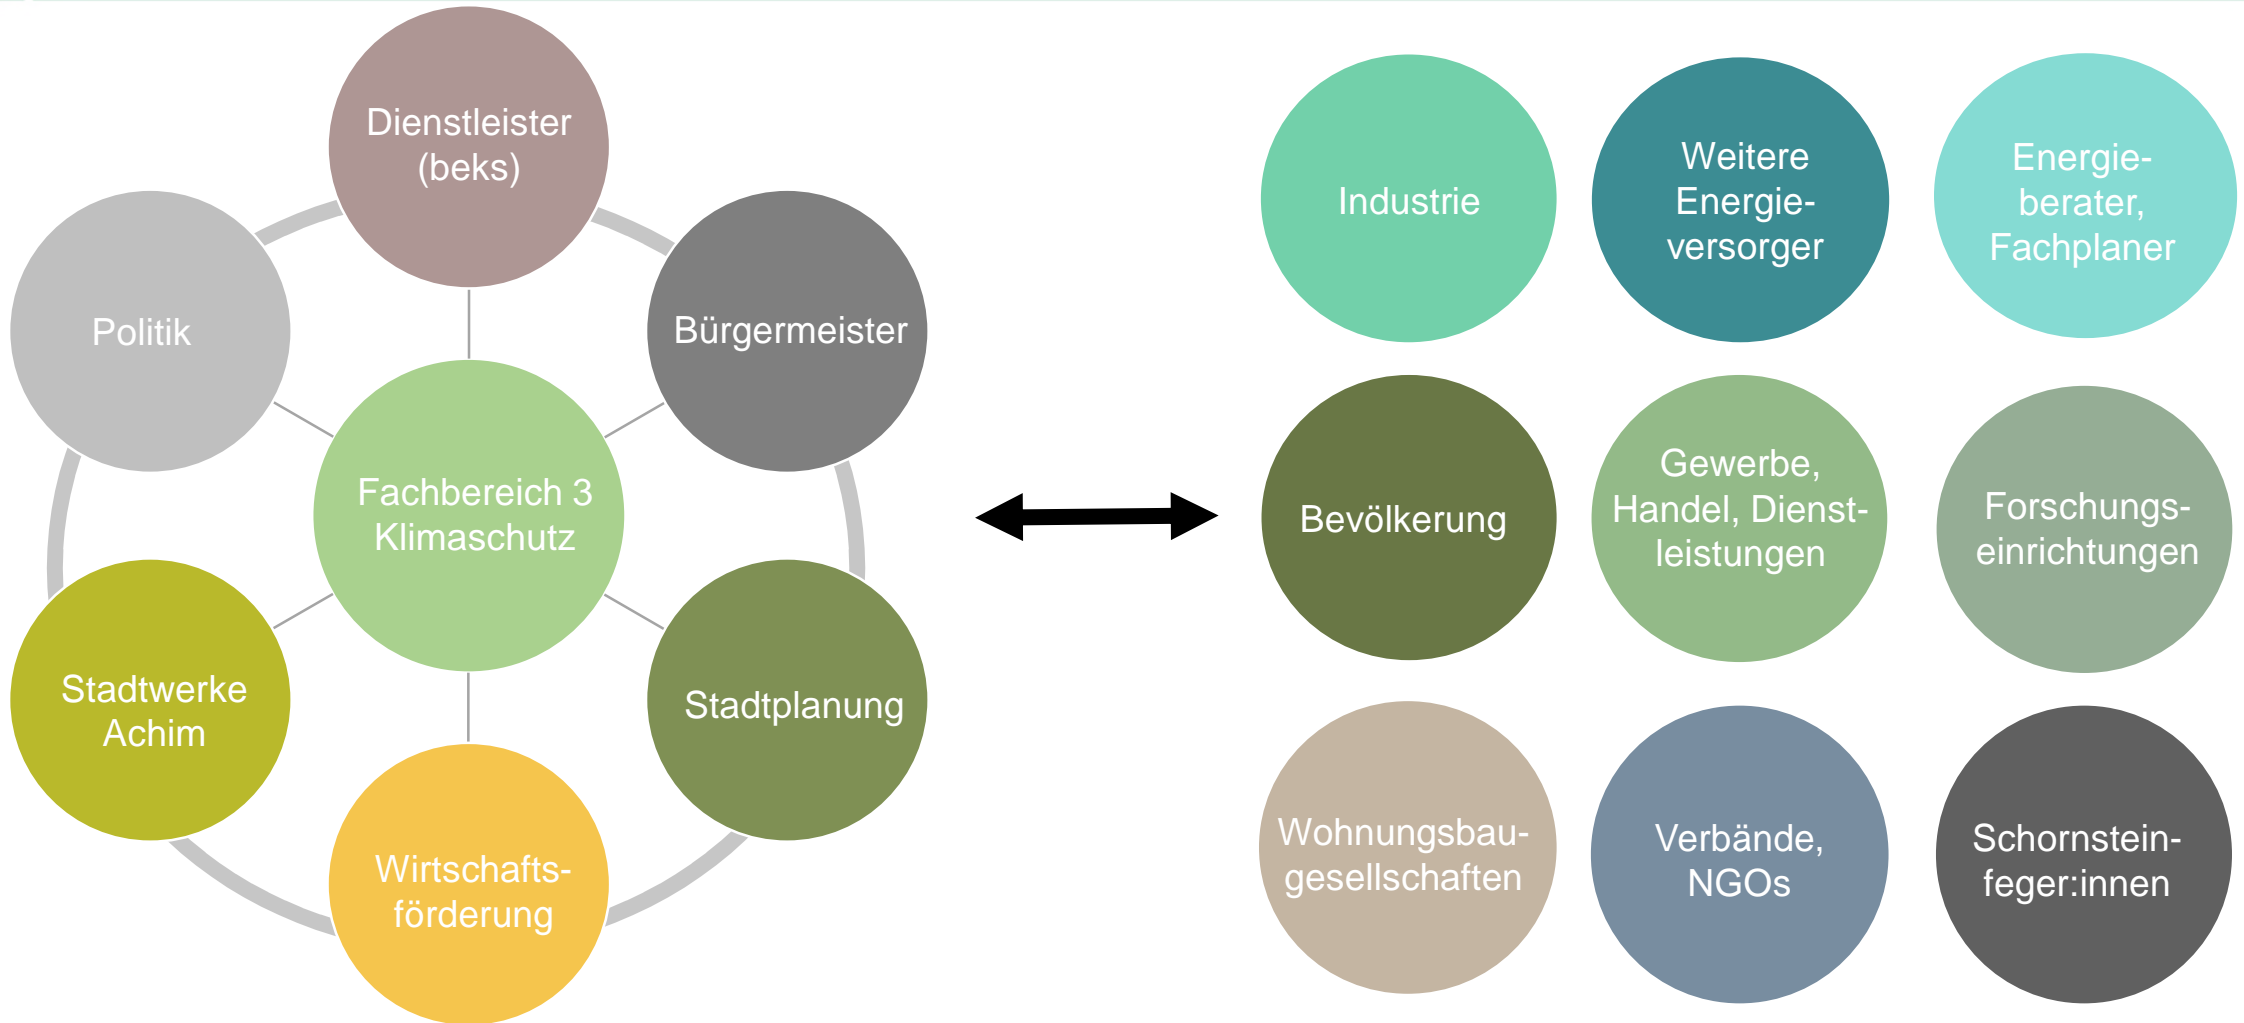 Dienstleister
(beks)
Politik
Bürgermeister
Fachbereich 3
Klimaschutz
Stadtwerke
Achim
Stadtplanung
Wirtschafts-
förderung
Industrie
Weitere
Energie-
versorger
Energie-
berater,
Fachplaner
Bevölkerung
Gewerbe,
Handel, Dienst-
leistungen
Forschungs-
einrichtungen
Wohnungsbau-
gesellschaften
Verbände,
NGOs
Schornstein-
feger:innen